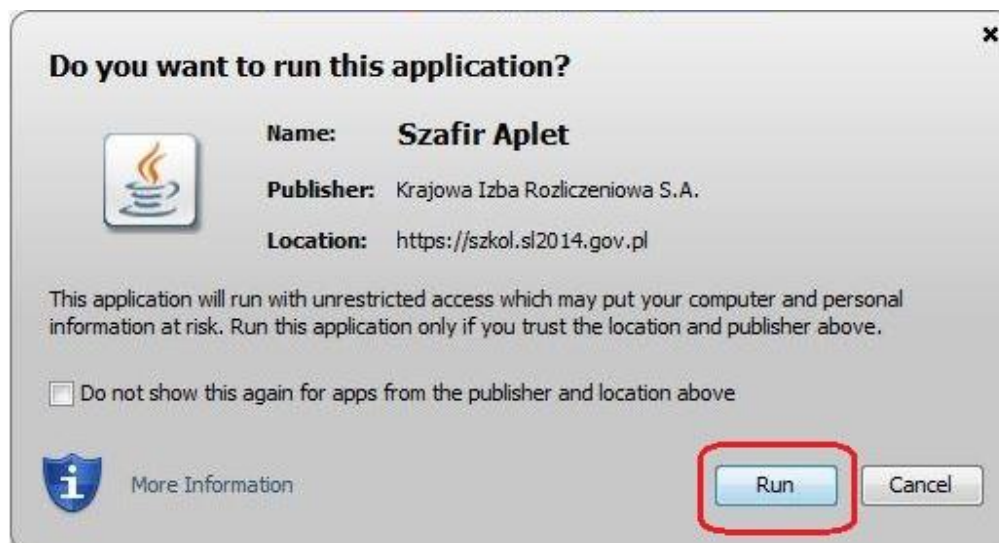 Do you want to run this application?
Name: Szafir Aplet
Publisher: Krajowa Izba Rozliczeniowa S.A.
Location: https://szkol.sl2014.gov.pl
This application will run with unrestricted access which may put your computer and personal
information at risk. Run this application only if you trust the location and publisher above.
Do not show this again for apps from the publisher and location above
More Information
Run Cancel